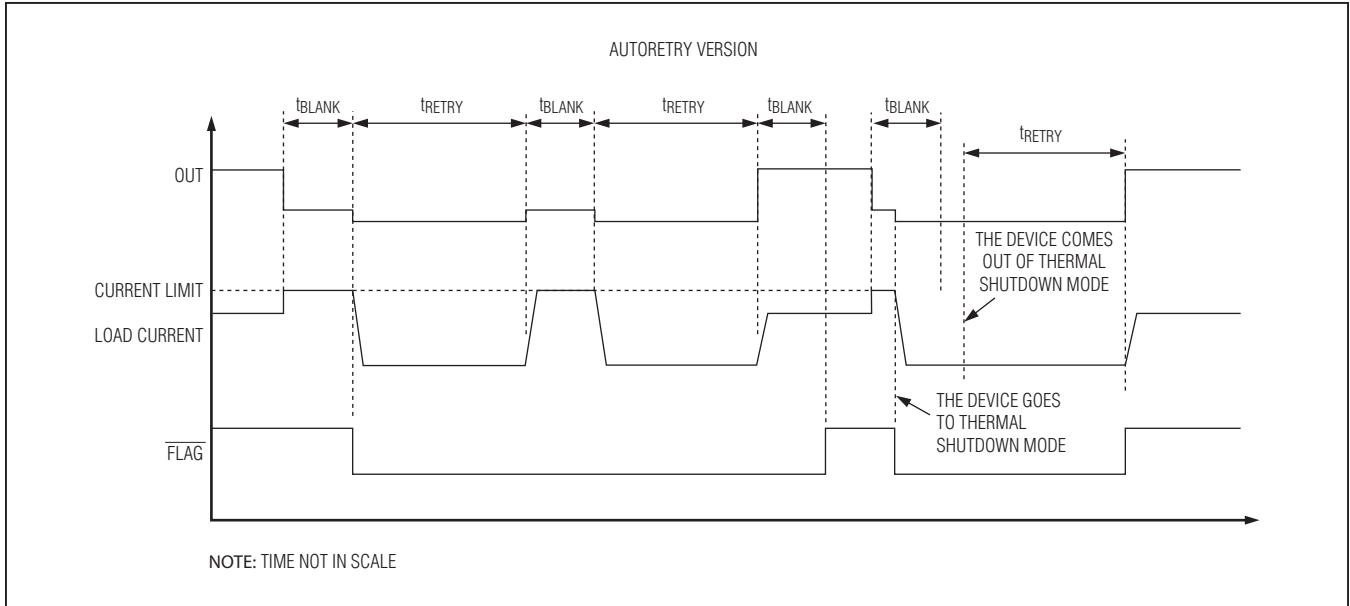 AUTORETRY VERSION
tBLANK
tRETRY
tBLANK
tRETRY
tBLANK
tBLANK
tRETRY
OUT
THE DEVICE COMES
OUT OF THERMAL
SHUTDOWN MODE
CURRENT LIMIT
LOAD CURRENT
THE DEVICE GOES
TO THERMAL
SHUTDOWN MODE
FLAG
NOTE: TIME NOT IN SCALE